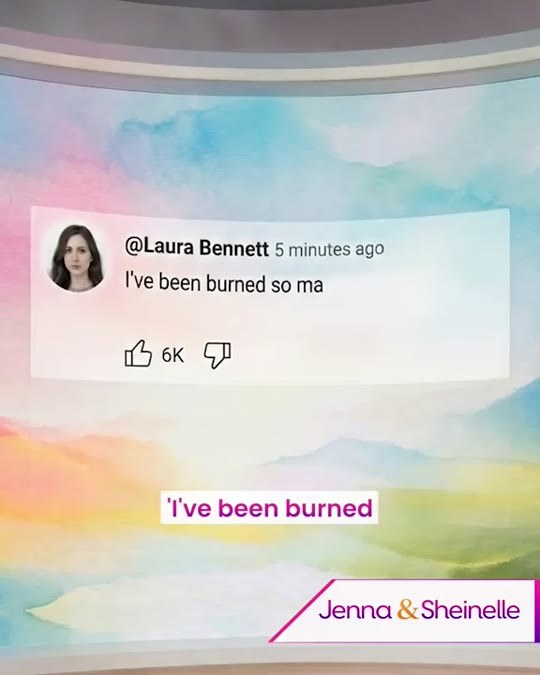 @Laura Bennett 5 minutes ago
I've been burned so ma
6K
'I've been burned
Jenna & Sheinelle